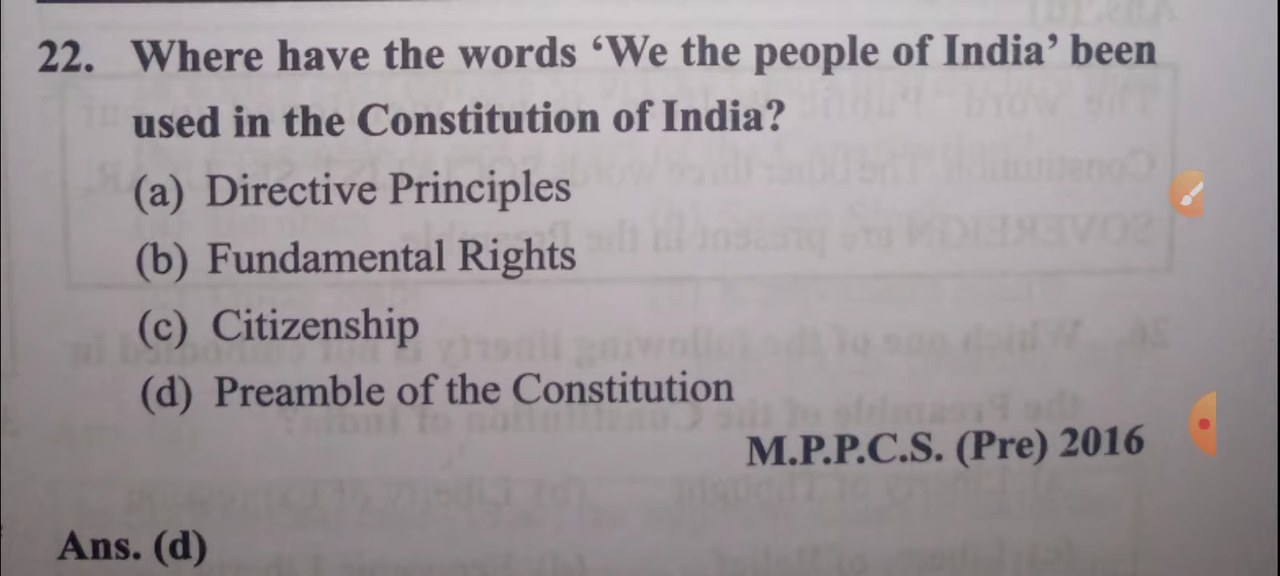 22. Where have the words ‘We the people of India’ been
used in the Constitution of India?
(a) Directive Principles
(b) Fundamental Rights
(c) Citizenship
(d) Preamble of the Constitution
M.P.P.C.S. (Pre) 2016
Ans. (d)